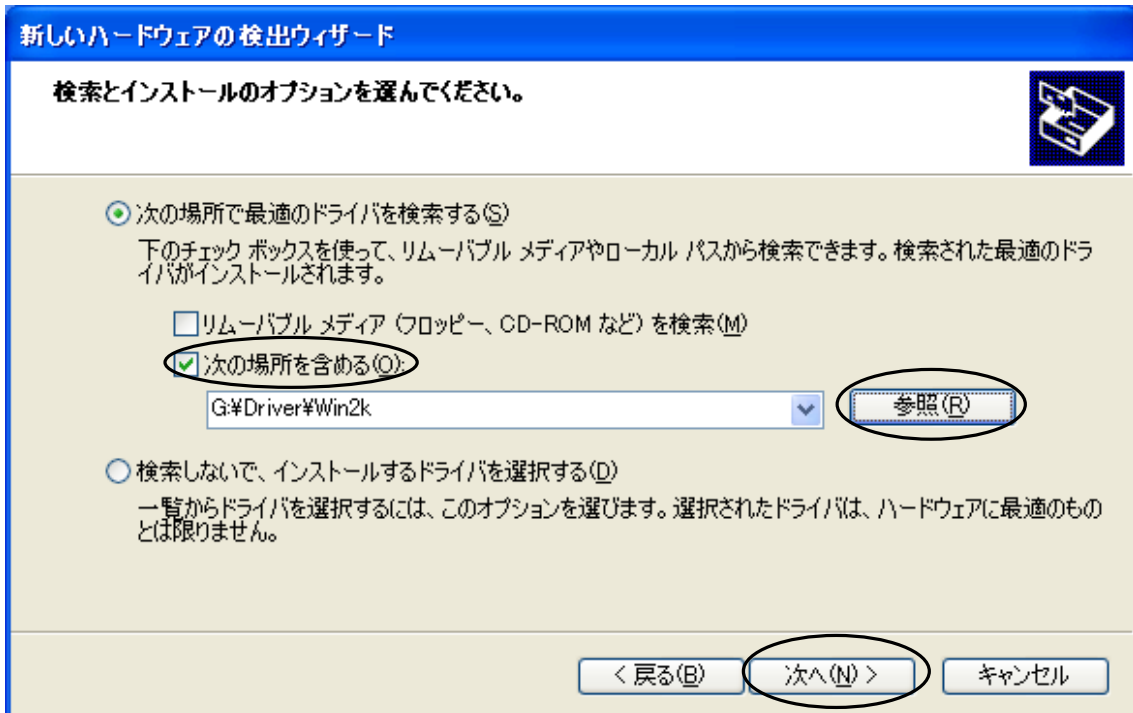 新しいハードウェアの検出ウィザード
検索とインストールのオプションを選んでください。
次の場所で最適のドライバを検索する(S)
下のチェック ボックスを使って、リムーバブル メディアやローカル パスから検索できます。検索された最適のドラ
イバがインストールされます。
リムーバブル メディア (フロッピー、CD-ROM など) を検索(M)
次の場所を含める(O):
G:¥Driver¥Win2k
参照(R)
検索しないで、インストールするドライバを選択する(D)
一覧からドライバを選択するには、このオプションを選びます。選択されたドライバは、ハードウェアに最適のもの
とは限りません。
< 戻る(B) 次へ(N) > キャンセル